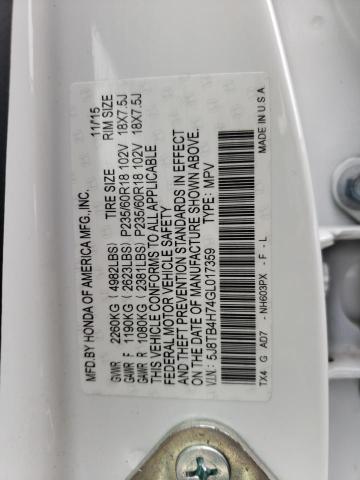 MFD.BY HONDA OF AMERICA MFG.,INC. 11/15
TIRE SIZE RIM SIZE
GVWR 2260KG ( 4982LBS)
GAWR F 1190KG ( 2623LBS) P235/60R18 102V 18X7.5J
GAWR R 1080KG ( 2381LBS) P235/60R18 102V 18X7.5J
THIS VEHICLE CONFORMS TO ALL APPLICABLE
FEDERAL MOTOR VEHICLE SAFETY
AND THEFT PREVENTION STANDARDS IN EFFECT
ON THE DATE OF MANUFACTURE SHOWN ABOVE.
V.I.N.: 5J8TB4H74GL017359 TYPE: MPV
TX4 G AD7 - NH603PX - F - L MADE IN U.S.A